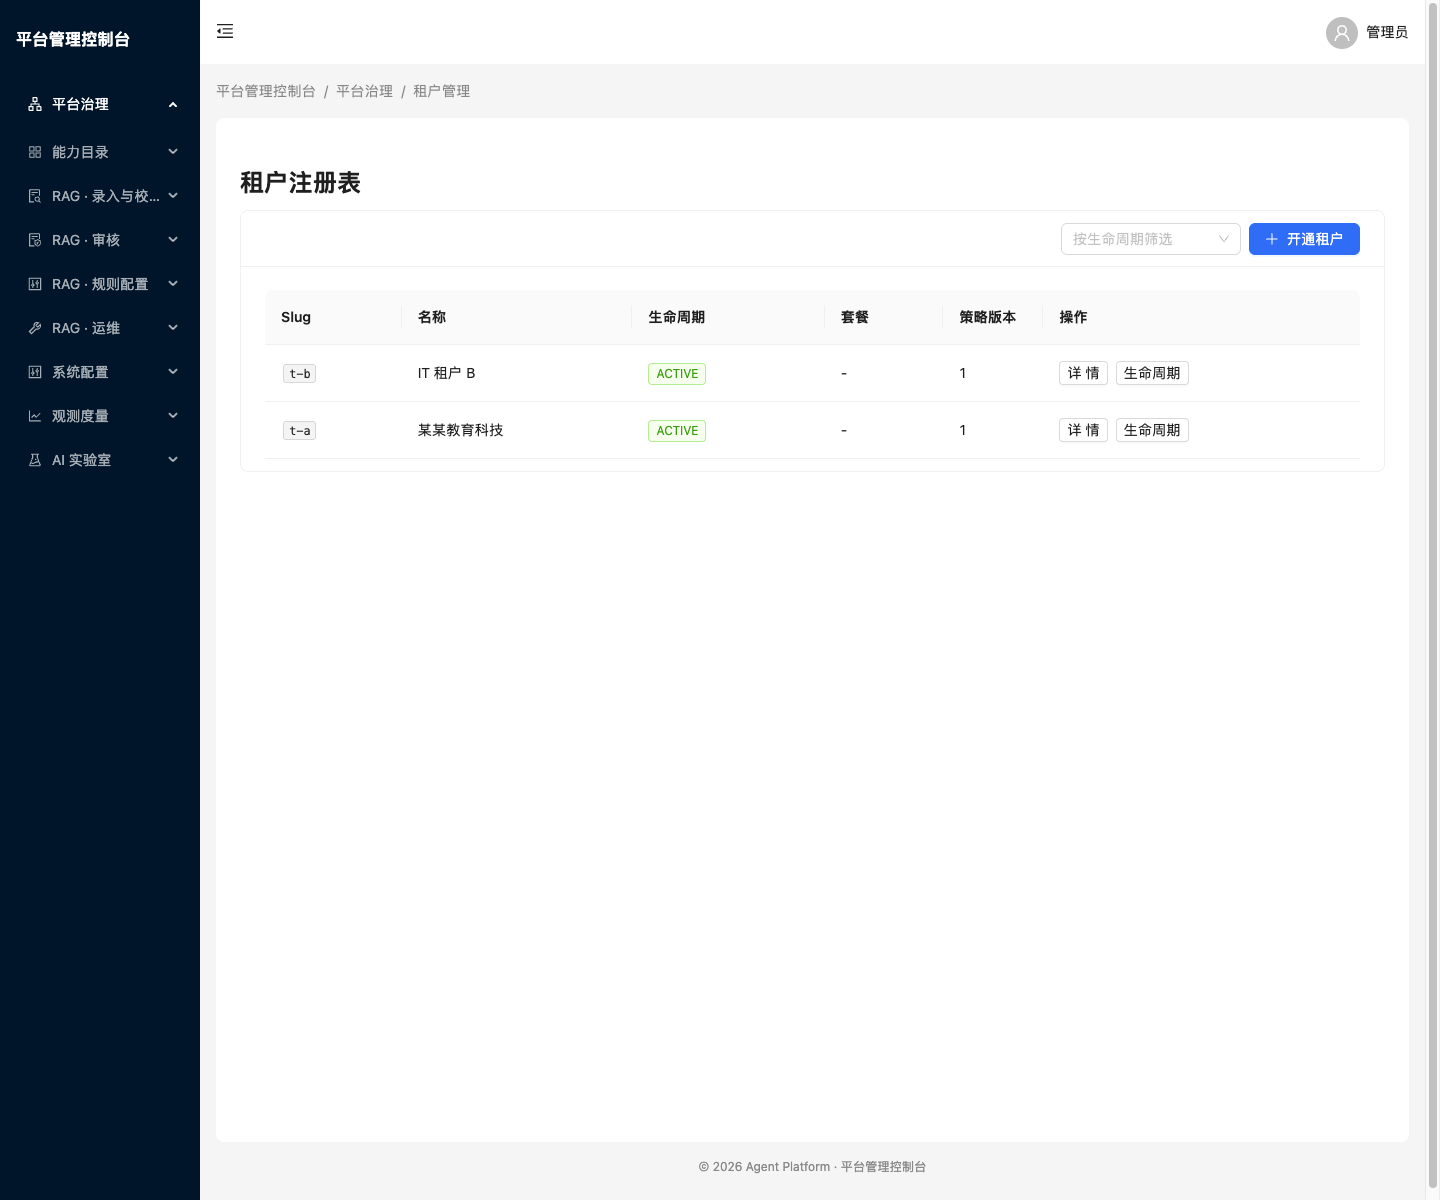 平台管理控制台
管理员
平台治理
能力目录
RAG · 录入与校...
RAG · 审核
RAG · 规则配置
RAG · 运维
系统配置
观测度量
AI 实验室
平台管理控制台 / 平台治理 / 租户管理
租户注册表
按生命周期筛选
开通租户
Slug 名称 生命周期 套餐 策略版本 操作
t-b IT 租户 B ACTIVE - 1 详 情 生命周期
t-a 某某教育科技 ACTIVE - 1 详 情 生命周期
© 2026 Agent Platform · 平台管理控制台